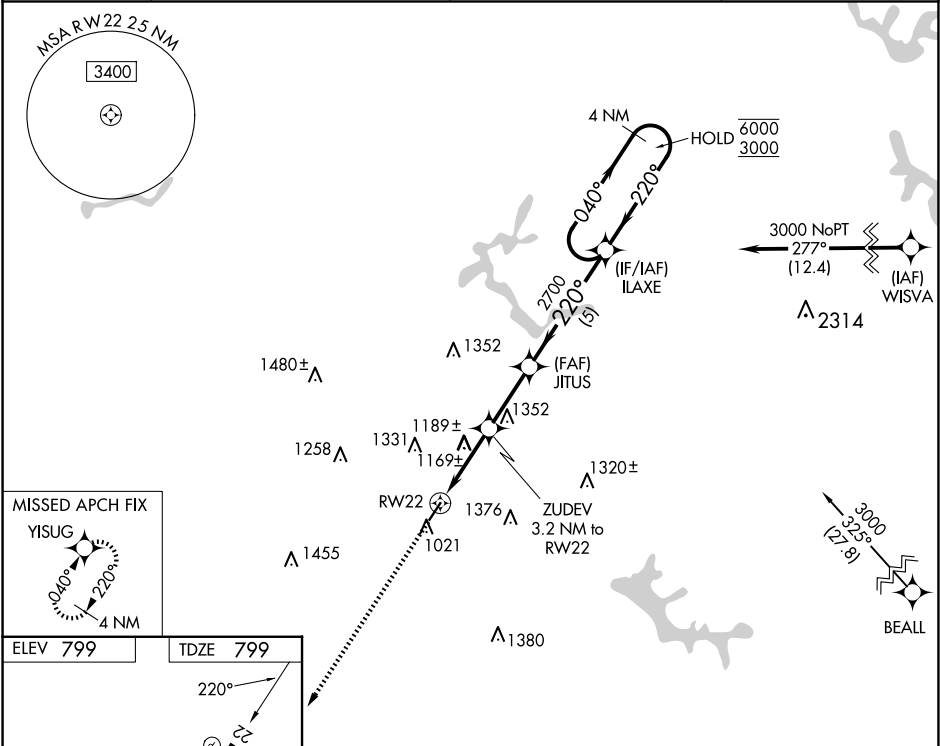 MSA RW22 25 NM
3400
4 NM
HOLD
6000
3000
040°
220°
(IF/IAF)
ILAXE
3000 NoPT
277°
(12.4)
(IAF)
WISVA
2314
2700
220°
(5)
1352
(FAF)
JITUS
1480±
1352
1189±
1331
1258
1169±
1320±
RW22
1376
ZUDEV
3.2 NM to
RW22
1021
1455
3000
325°
(27.8)
BEALL
1380
MISSED APCH FIX
YISUG
040°
220°
4 NM
ELEV 799
TDZE 799
220°
22